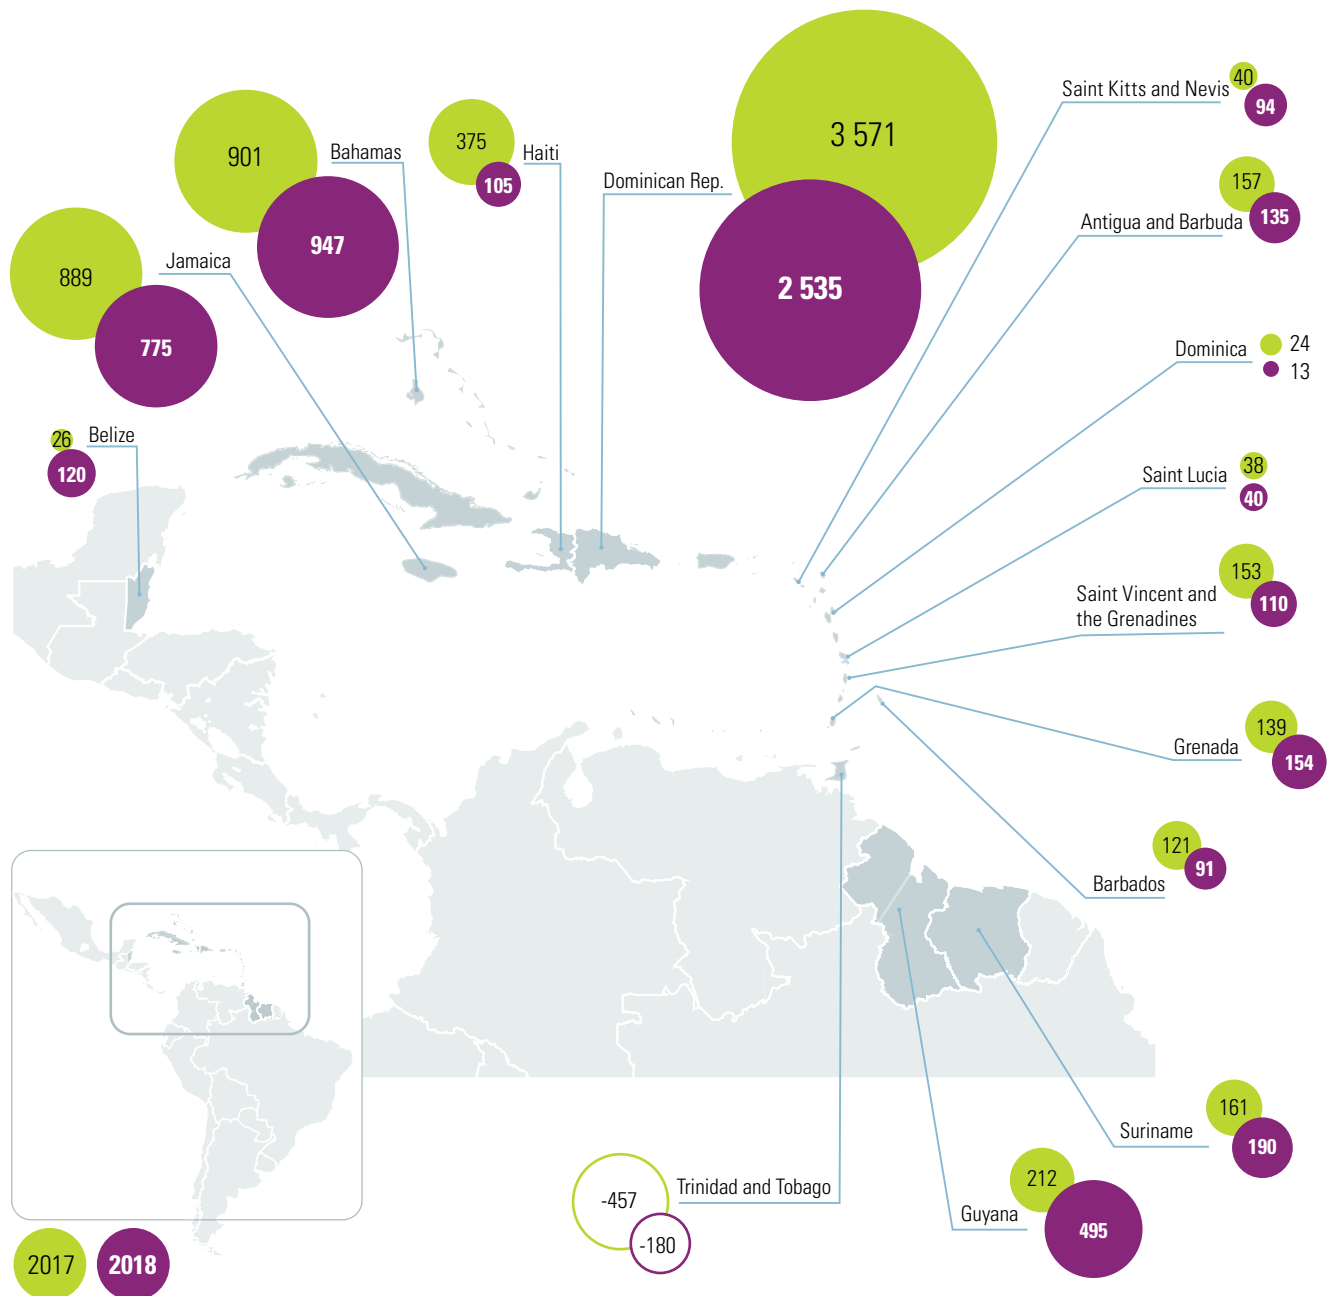 3 571
Dominican Rep.
2 535
901
Bahamas
947
375
Haiti
105
889
Jamaica
775
26
Belize
120
Saint Kitts and Nevis
40
94
157
Antigua and Barbuda
135
Dominica
24
13
Saint Lucia
38
40
153
Saint Vincent and
the Grenadines
110
139
Grenada
154
121
Barbados
91
161
Suriname
190
212
Guyana
495
-457
Trinidad and Tobago
-180
2017
2018